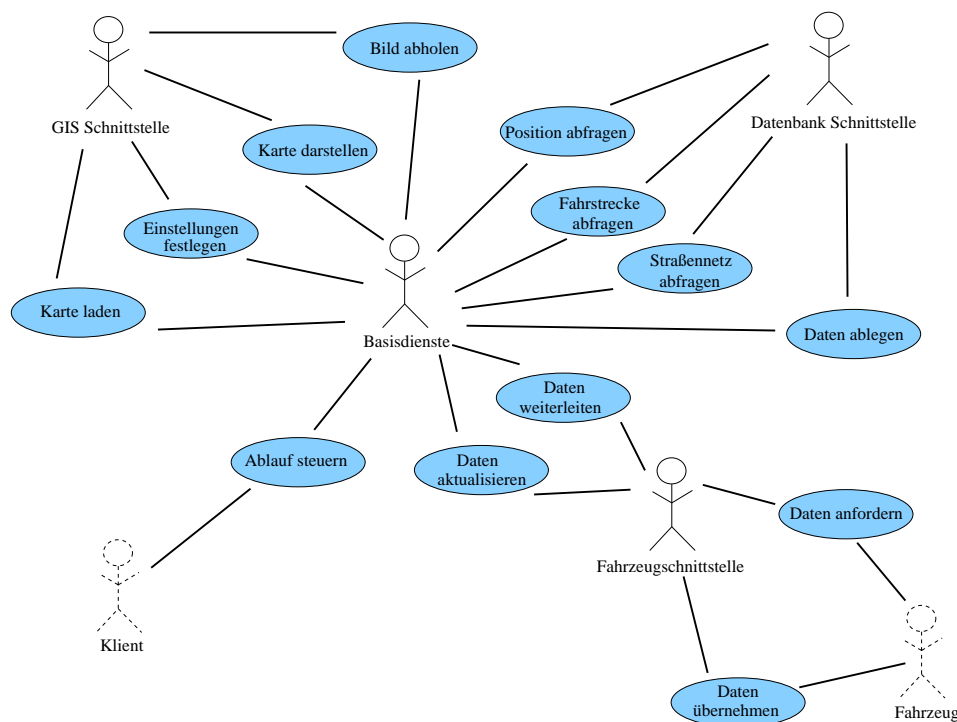 Bild abholen
GIS Schnittstelle
Datenbank Schnittstelle
Position abfragen
Karte darstellen
Fahrstrecke
abfragen
Einstellungen
festlegen
Straßennetz
abfragen
Karte laden
Daten ablegen
Basisdienste
Daten
weiterleiten
Ablauf steuern
Daten
aktualisieren
Daten anfordern
Fahrzeugschnittstelle
Klient
Daten
übernehmen
Fahrzeug